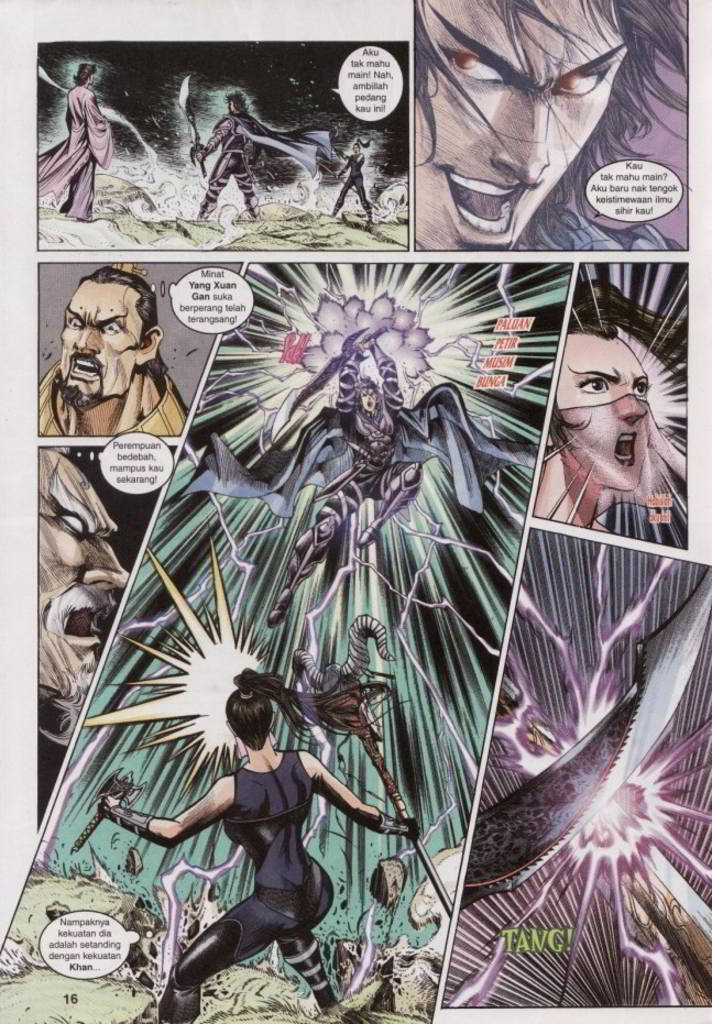 Aku
tak mahu
main! Nah,
ambillah
pedang
kau ini!
Kau
tak mahu main?
Aku baru nak tengok
keistimewaan ilmu
sihir kau!
Minat
Yang Xuan
Gan suka
berperang telah
terangsang!
PALUAN
PETIR
MUSIM
BUNGA
Perempuan
bedebah,
mampus kau
sekarang!
TANG!
Nampaknya
kekuatan dia
adalah setanding
dengan kekuatan
Khan...
16